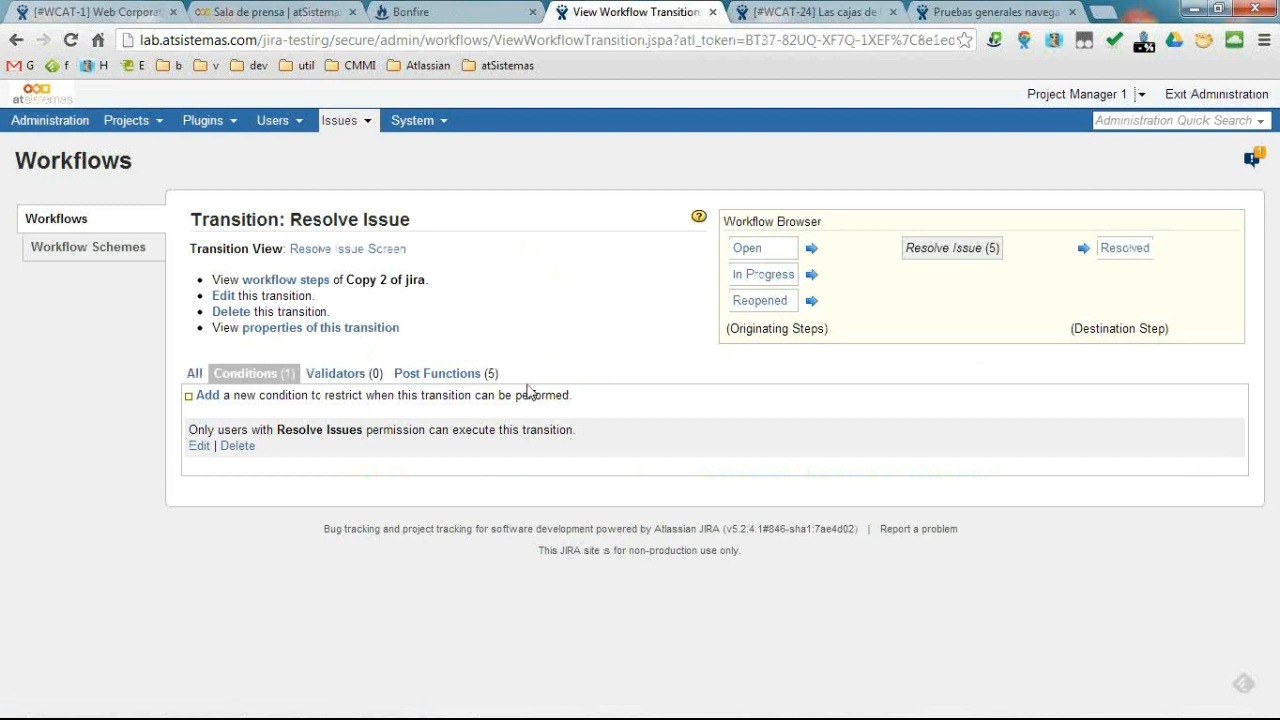 [#WCAT-1] Web Corporat
Sala de prensa | atSistemas
Bonfire
View Workflow Transition
[#WCAT-24] Las cajas de
Pruebas generales navega
lab.atsistemas.com/jira-testing/secure/admin/workflows/ViewWorkflowTransition.jspa?atl_token=BT37-82UQ-XF7Q-1XEF%7C8e1ed
G f H E b v dev util CMMI Atlassian atSistemas
atsistemas
Project Manager 1 Exit Administration
Administration Projects Plugins Users Issues System Administration Quick Search
Workflows
Workflows
Workflow Schemes
Transition: Resolve Issue
Transition View: Resolve Issue Screen
View workflow steps of Copy 2 of jira.
Edit this transition.
Delete this transition.
View properties of this transition
Workflow Browser
Open Resolve Issue (5) Resolved
In Progress
Reopened
(Originating Steps) (Destination Step)
All Conditions (1) Validators (0) Post Functions (5)
Add a new condition to restrict when this transition can be performed.
Only users with Resolve Issues permission can execute this transition.
Edit | Delete
Bug tracking and project tracking for software development powered by Atlassian JIRA (v5.2.4.1#846-sha1:7ae4d02) | Report a problem
This JIRA site is for non-production use only.